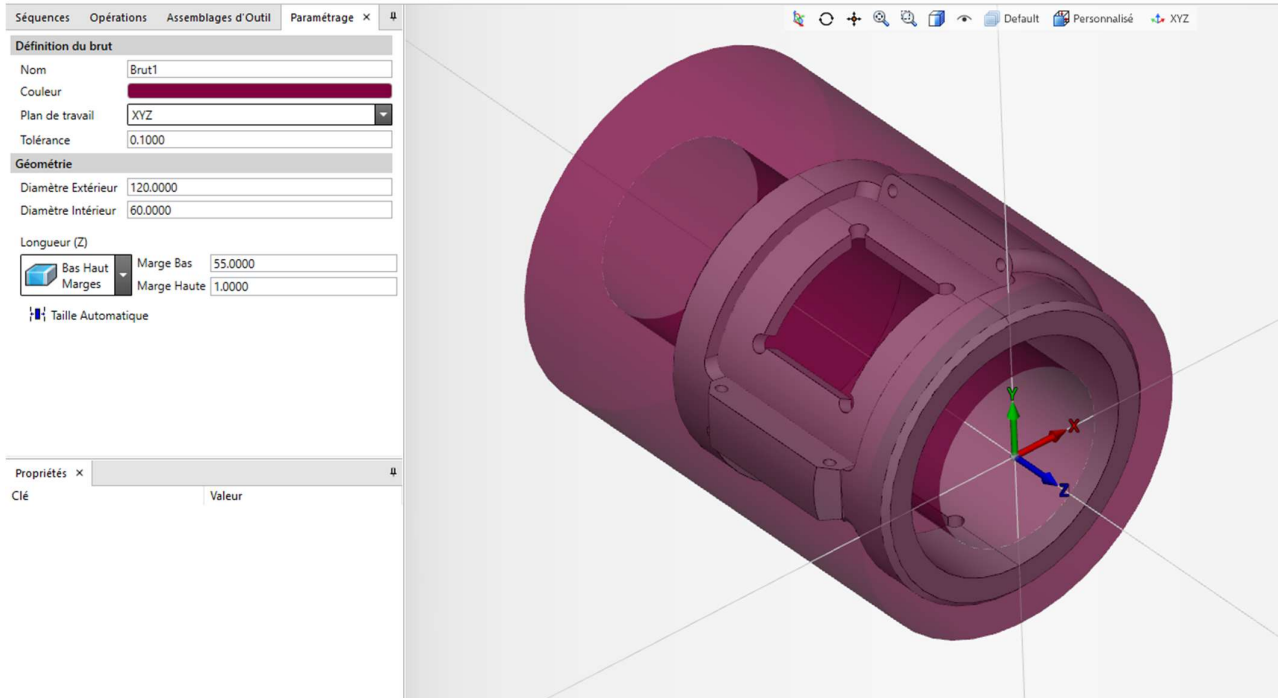 Séquences Opérations Assemblages d'Outil Paramétrage ×
Default Personnalisé XYZ
Définition du brut
Nom Brut1
Couleur
Plan de travail XYZ
Tolérance 0.1000
Géométrie
Diamètre Extérieur 120.0000
Diamètre Intérieur 60.0000
Longueur (Z)
Bas Haut
Marges
Marge Bas 55.0000
Marge Haute 1.0000
Taille Automatique
Y
X
Z
Propriétés ×
Clé Valeur